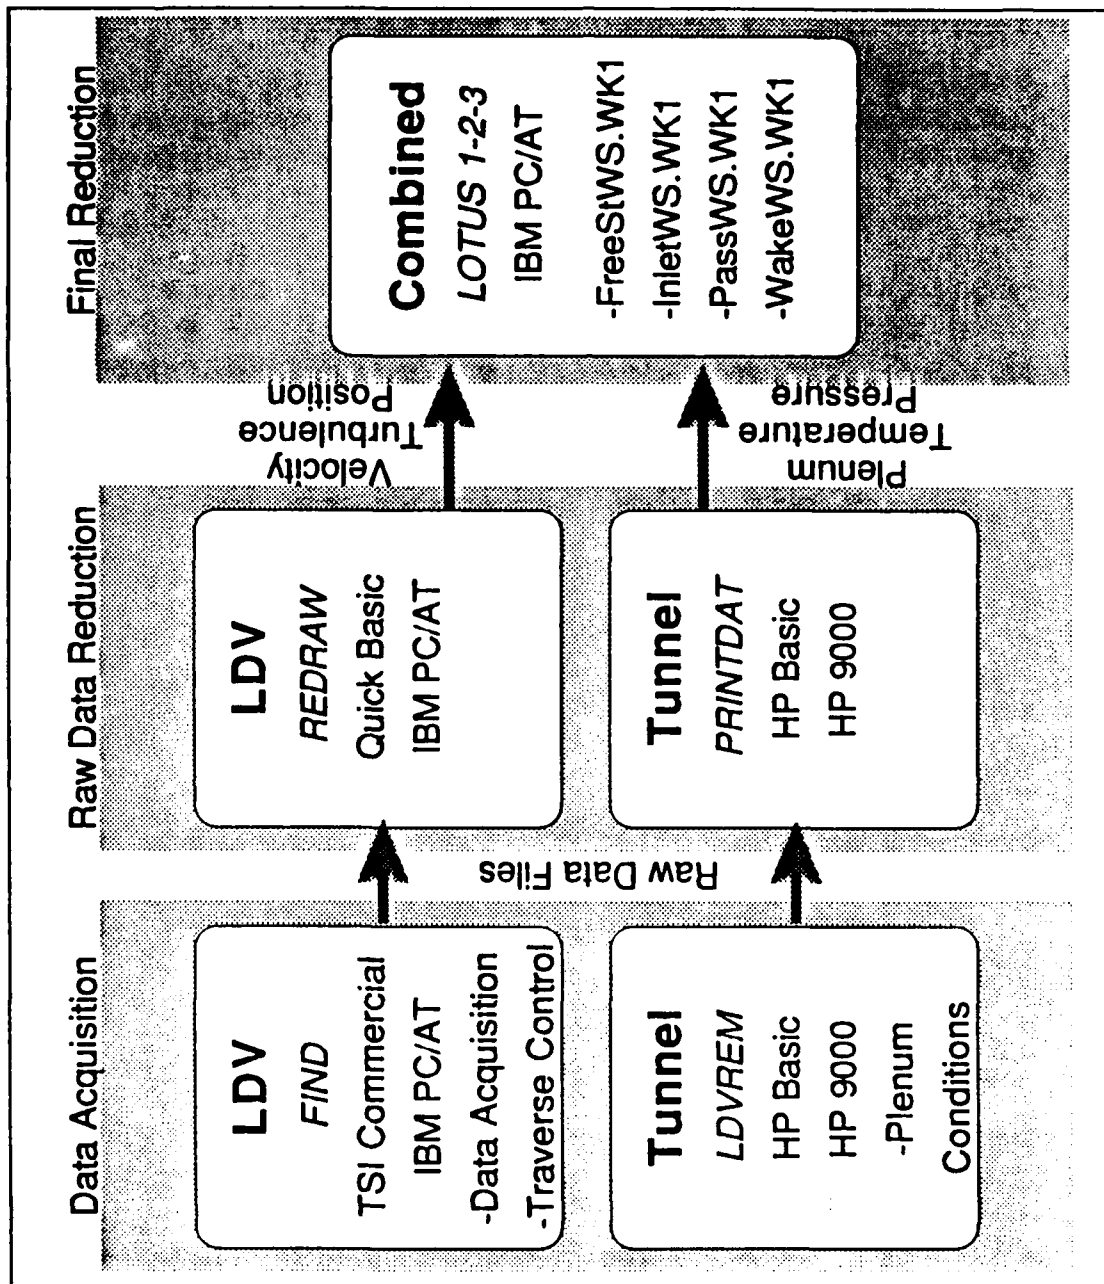 Data Acquisition
LDV
FIND
TSI Commercial
IBM PC/AT
-Data Acquisition
-Traverse Control
Tunnel
LDVREM
HP Basic
HP 9000
-Plenum
Conditions
Raw Data Files
Raw Data Reduction
LDV
REDRAW
Quick Basic
IBM PC/AT
Tunnel
PRINTDAT
HP Basic
HP 9000
Velocity
Turbulence
Position
Plenum
Temperature
Pressure
Final Reduction
Combined
LOTUS 1-2-3
IBM PC/AT
-FreeStWS.WK1
-InletWS.WK1
-PassWS.WK1
-WakeWS.WK1